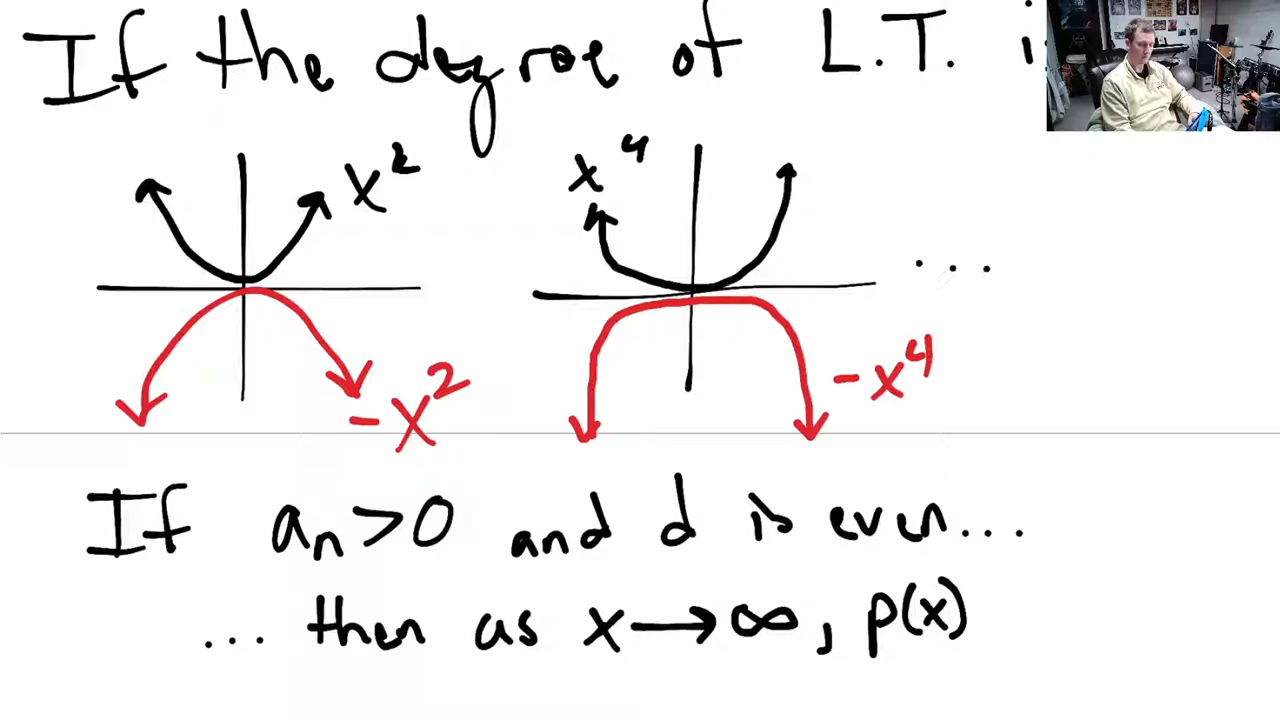 If the degree of L.T. i
x² x⁴
-x² -x⁴
...
If aₙ>0 and d is even...
... then as x→∞, p(x)